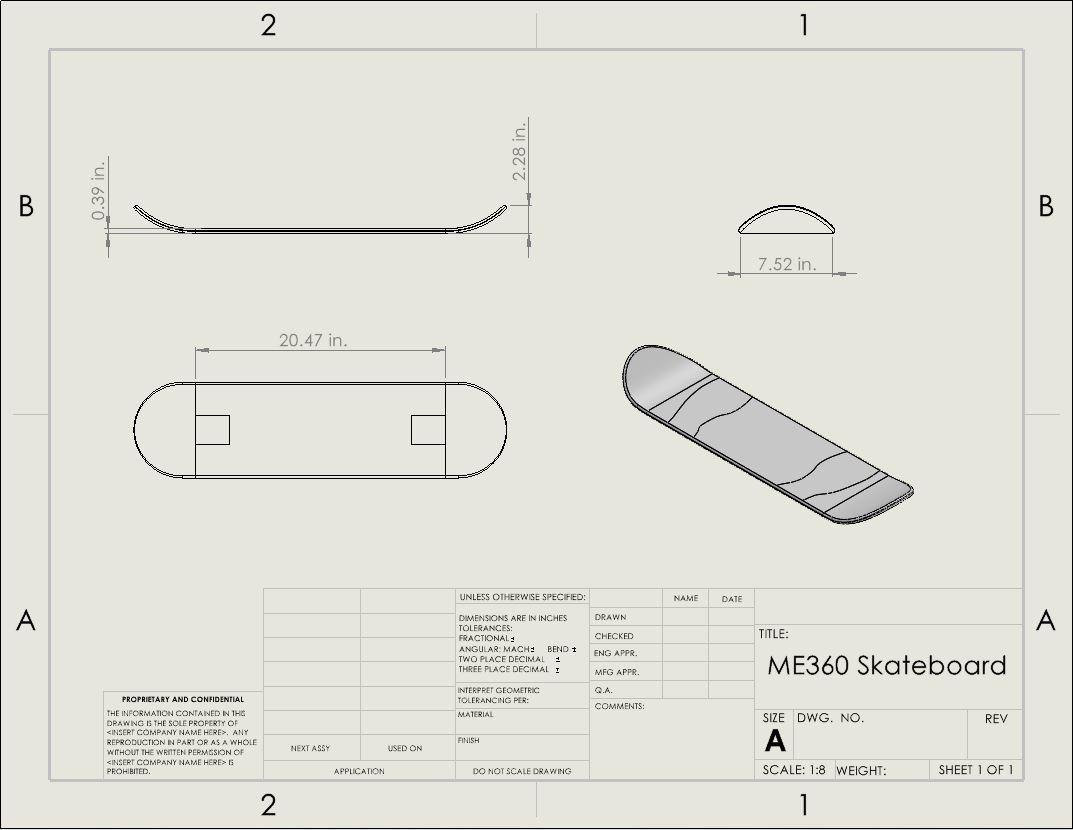 2
1
B
B
0.39 in.
2.28 in.
7.52 in.
20.47 in.
A
A
PROPRIETARY AND CONFIDENTIAL
THE INFORMATION CONTAINED IN THIS
DRAWING IS THE SOLE PROPERTY OF
<INSERT COMPANY NAME HERE>. ANY
REPRODUCTION IN PART OR AS A WHOLE
WITHOUT THE WRITTEN PERMISSION OF
<INSERT COMPANY NAME HERE> IS
PROHIBITED.
NEXT ASSY
USED ON
APPLICATION
UNLESS OTHERWISE SPECIFIED:
DIMENSIONS ARE IN INCHES
TOLERANCES:
FRACTIONAL ±
ANGULAR: MACH ± BEND ±
TWO PLACE DECIMAL ±
THREE PLACE DECIMAL ±
INTERPRET GEOMETRIC
TOLERANCING PER:
MATERIAL
FINISH
DO NOT SCALE DRAWING
NAME
DATE
DRAWN
CHECKED
ENG APPR.
MFG APPR.
Q.A.
COMMENTS:
TITLE:
ME360 Skateboard
SIZE
A
DWG. NO.
REV
SCALE: 1:8
WEIGHT:
SHEET 1 OF 1
2
1